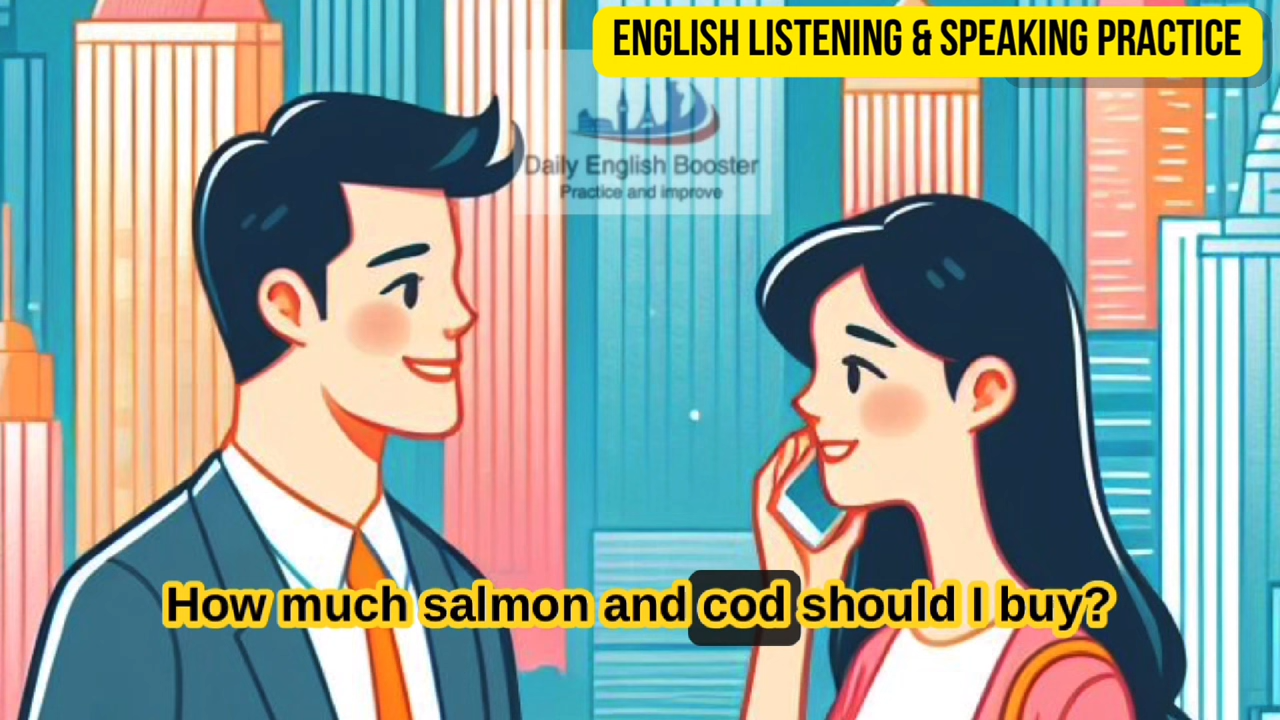 ENGLISH LISTENING & SPEAKING PRACTICE
Daily English Booster
Practice and improve
How much salmon and cod should I buy?